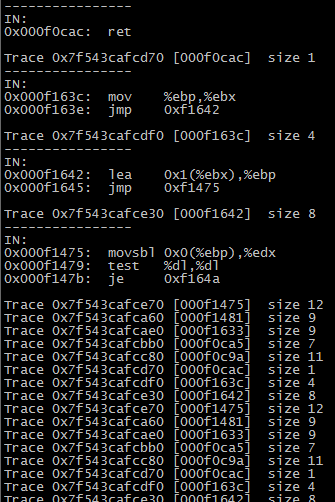 ----------------
IN:
0x000f0cac:  ret

Trace 0x7f543cafcd70 [000f0cac]  size 1
----------------
IN:
0x000f163c:  mov    %ebp,%ebx
0x000f163e:  jmp    0xf1642

Trace 0x7f543cafcdf0 [000f163c]  size 4
----------------
IN:
0x000f1642:  lea    0x1(%ebx),%ebp
0x000f1645:  jmp    0xf1475

Trace 0x7f543cafce30 [000f1642]  size 8
----------------
IN:
0x000f1475:  movsbl 0x0(%ebp),%edx
0x000f1479:  test   %dl,%dl
0x000f147b:  je     0xf164a

Trace 0x7f543cafce70 [000f1475]  size 12
Trace 0x7f543cafca60 [000f1481]  size 9
Trace 0x7f543cafcae0 [000f1633]  size 9
Trace 0x7f543cafcbb0 [000f0ca5]  size 7
Trace 0x7f543cafcc80 [000f0c9a]  size 11
Trace 0x7f543cafcd70 [000f0cac]  size 1
Trace 0x7f543cafcdf0 [000f163c]  size 4
Trace 0x7f543cafce30 [000f1642]  size 8
Trace 0x7f543cafce70 [000f1475]  size 12
Trace 0x7f543cafca60 [000f1481]  size 9
Trace 0x7f543cafcae0 [000f1633]  size 9
Trace 0x7f543cafcbb0 [000f0ca5]  size 7
Trace 0x7f543cafcc80 [000f0c9a]  size 11
Trace 0x7f543cafcd70 [000f0cac]  size 1
Trace 0x7f543cafcdf0 [000f163c]  size 4
Trace 0x7f543cafce30 [000f1642]  size 8